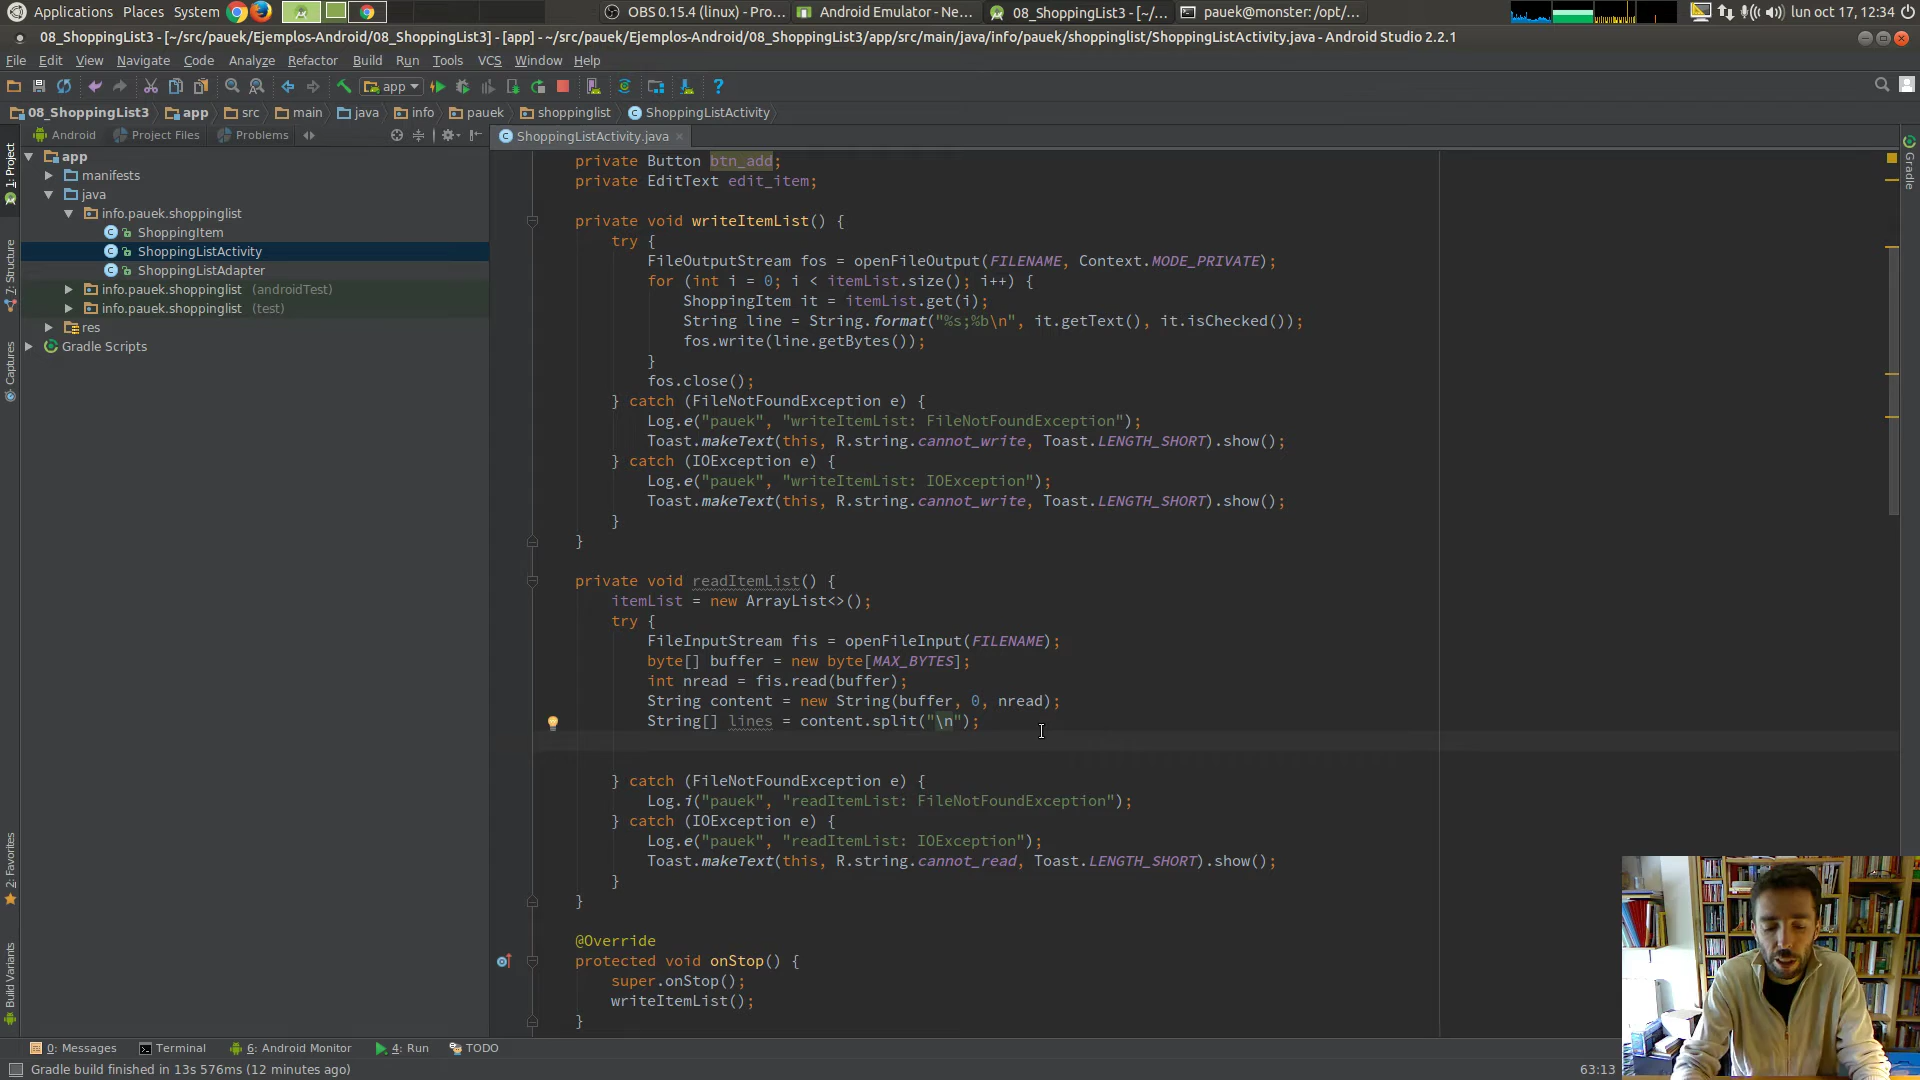 Applications Places System OBS 0.15.4 (linux) - Pro... Android Emulator - Ne... 08_ShoppingList3 - [~/... pauek@monster: /opt/... lun oct 17, 12:34
08_ShoppingList3 - [~/src/pauek/Ejemplos-Android/08_ShoppingList3] - [app] - ~/src/pauek/Ejemplos-Android/08_ShoppingList3/app/src/main/java/info/pauek/shoppinglist/ShoppingListActivity.java - Android Studio 2.2.1
File Edit View Navigate Code Analyze Refactor Build Run Tools VCS Window Help
app
08_ShoppingList3 app src main java info pauek shoppinglist ShoppingListActivity
Android Project Files Problems
ShoppingListActivity.java
1: Project
7: Structure
Captures
2: Favorites
Build Variants
Gradle
app
manifests
java
info.pauek.shoppinglist
ShoppingItem
ShoppingListActivity
ShoppingListAdapter
info.pauek.shoppinglist (androidTest)
info.pauek.shoppinglist (test)
res
Gradle Scripts
private Button btn_add;
private EditText edit_item;
private void writeItemList() {
try {
FileOutputStream fos = openFileOutput(FILENAME, Context.MODE_PRIVATE);
for (int i = 0; i < itemList.size(); i++) {
ShoppingItem it = itemList.get(i);
String line = String.format("%s;%b\n", it.getText(), it.isChecked());
fos.write(line.getBytes());
}
fos.close();
} catch (FileNotFoundException e) {
Log.e("pauek", "writeItemList: FileNotFoundException");
Toast.makeText(this, R.string.cannot_write, Toast.LENGTH_SHORT).show();
} catch (IOException e) {
Log.e("pauek", "writeItemList: IOException");
Toast.makeText(this, R.string.cannot_write, Toast.LENGTH_SHORT).show();
}
}
private void readItemList() {
itemList = new ArrayList<>();
try {
FileInputStream fis = openFileInput(FILENAME);
byte[] buffer = new byte[MAX_BYTES];
int nread = fis.read(buffer);
String content = new String(buffer, 0, nread);
String[] lines = content.split("\n");
} catch (FileNotFoundException e) {
Log.i("pauek", "readItemList: FileNotFoundException");
} catch (IOException e) {
Log.e("pauek", "readItemList: IOException");
Toast.makeText(this, R.string.cannot_read, Toast.LENGTH_SHORT).show();
}
}
@Override
protected void onStop() {
super.onStop();
writeItemList();
}
0: Messages Terminal 6: Android Monitor 4: Run TODO
Gradle build finished in 13s 576ms (12 minutes ago) 63:13